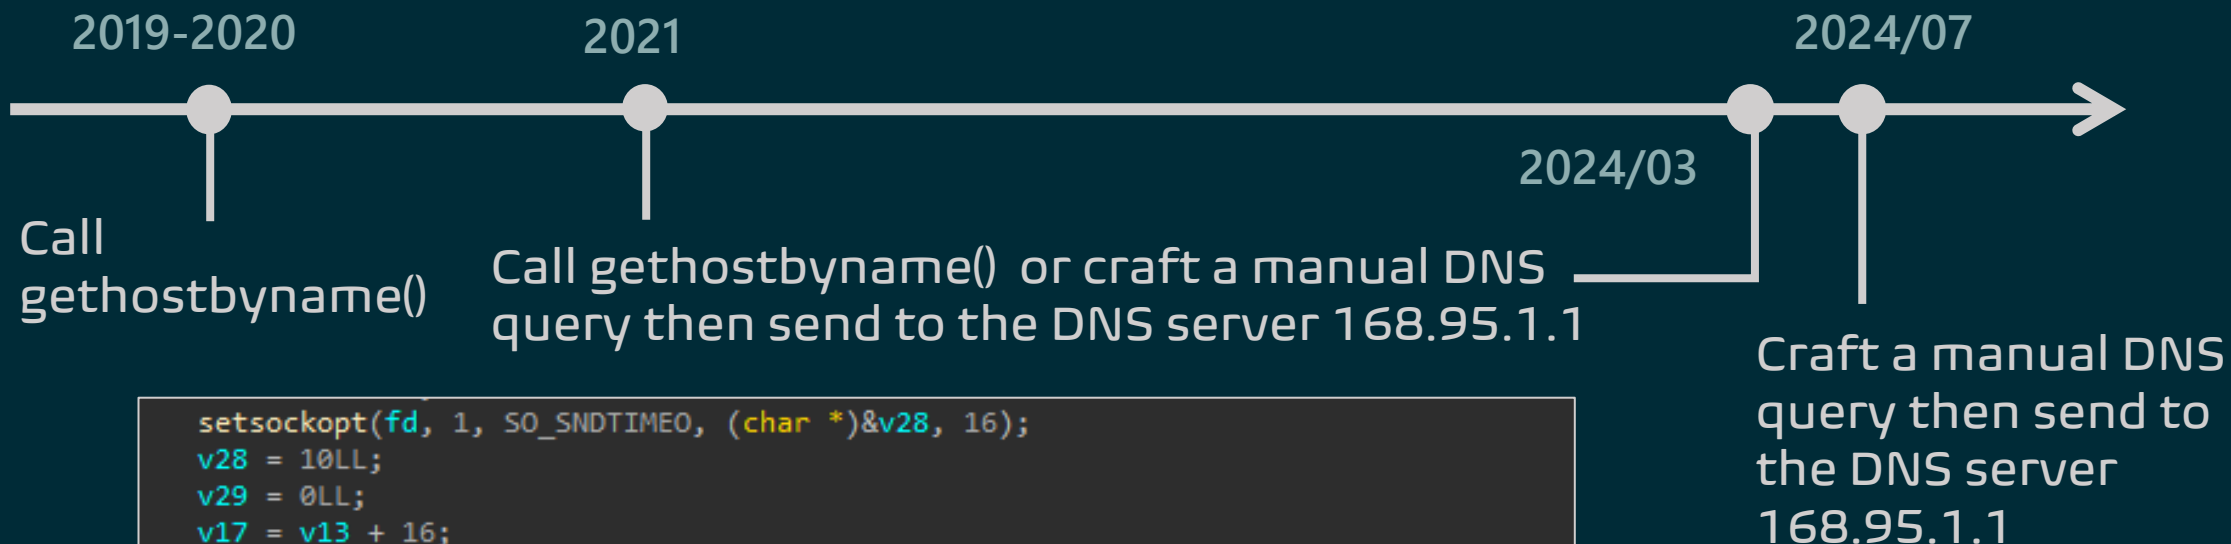 2019-2020
2021
2024/07
2024/03
Call
gethostbyname()
Call gethostbyname() or craft a manual DNS
query then send to the DNS server 168.95.1.1
Craft a manual DNS
query then send to
the DNS server
168.95.1.1
setsockopt(fd, 1, SO_SNDTIMEO, (char *)&v28, 16);
v28 = 10LL;
v29 = 0LL;
v17 = v13 + 16;